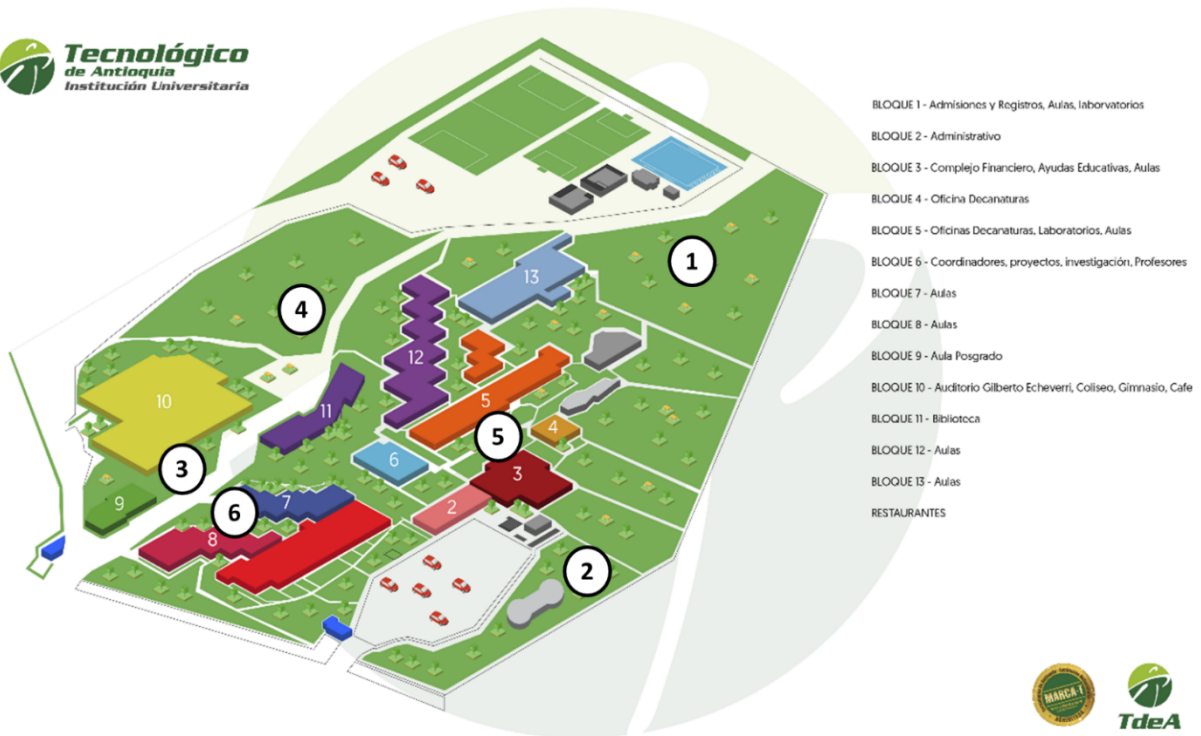 Tecnológico
de Antioquia
Institución Universitaria
BLOQUE 1 - Admisiones y Registros, Aulas, laborvatorios
BLOQUE 2 - Administrativo
BLOQUE 3 - Complejo Financiero, Ayudas Educativas, Aulas
BLOQUE 4 - Oficina Decanaturas
BLOQUE 5 - Oficinas Decanaturas, Laboratorios, Aulas
BLOQUE 6 - Coordinadores, proyectos, investigación, Profesores
BLOQUE 7 - Aulas
BLOQUE 8 - Aulas
BLOQUE 9 - Aula Posgrado
BLOQUE 10 - Auditorio Gilberto Echeverri, Coliseo, Gimnasio, Cafe
BLOQUE 11 - Biblioteca
BLOQUE 12 - Aulas
BLOQUE 13 - Aulas
RESTAURANTES
1
13
4
12
10
11
5
4
5
6
3
3
9
7
6
2
8
2
MARCA-T
TdeA